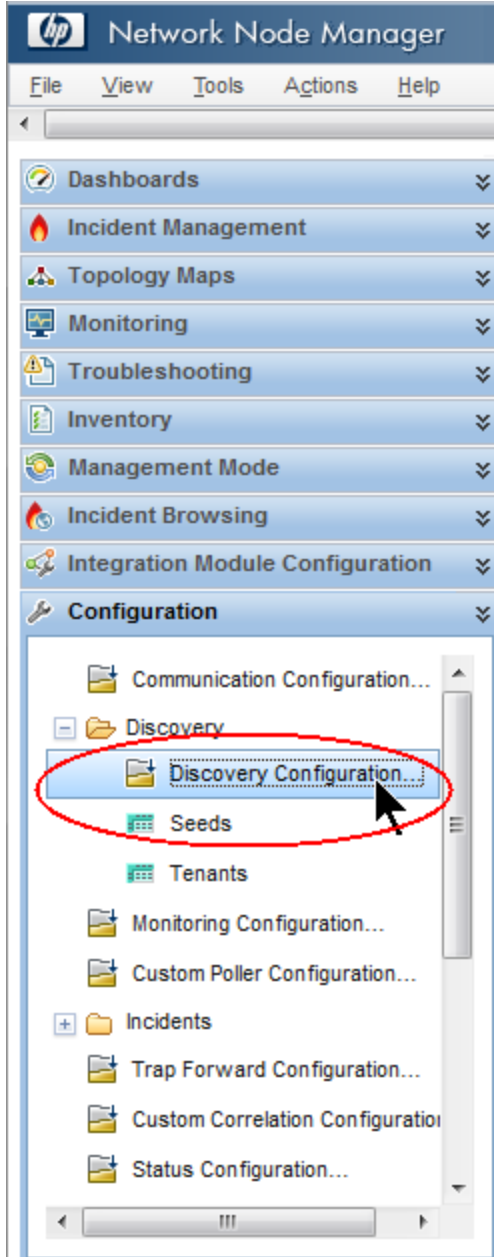 hp Network Node Manager
File View Tools Actions Help
Dashboards
Incident Management
Topology Maps
Monitoring
Troubleshooting
Inventory
Management Mode
Incident Browsing
Integration Module Configuration
Configuration
Communication Configuration...
Discovery
Discovery Configuration...
Seeds
Tenants
Monitoring Configuration...
Custom Poller Configuration...
Incidents
Trap Forward Configuration...
Custom Correlation Configuration
Status Configuration...